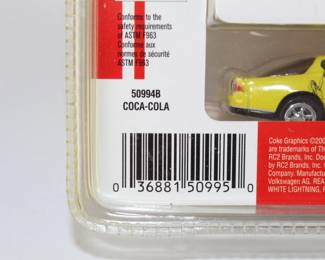 Conforms to the
safety requirements
of ASTM F963
Conforme aux
normes de sécurité
ASTM F963
50994B
COCA-COLA
0 36881 50995 0
Coke Graphics ©200
are trademarks of Th
RC2 Brands, Inc. Doo
by RC2 Brands, Inc. I
Company. Manufactu
Volkswagen AG. REA
WHITE LIGHTNING, F